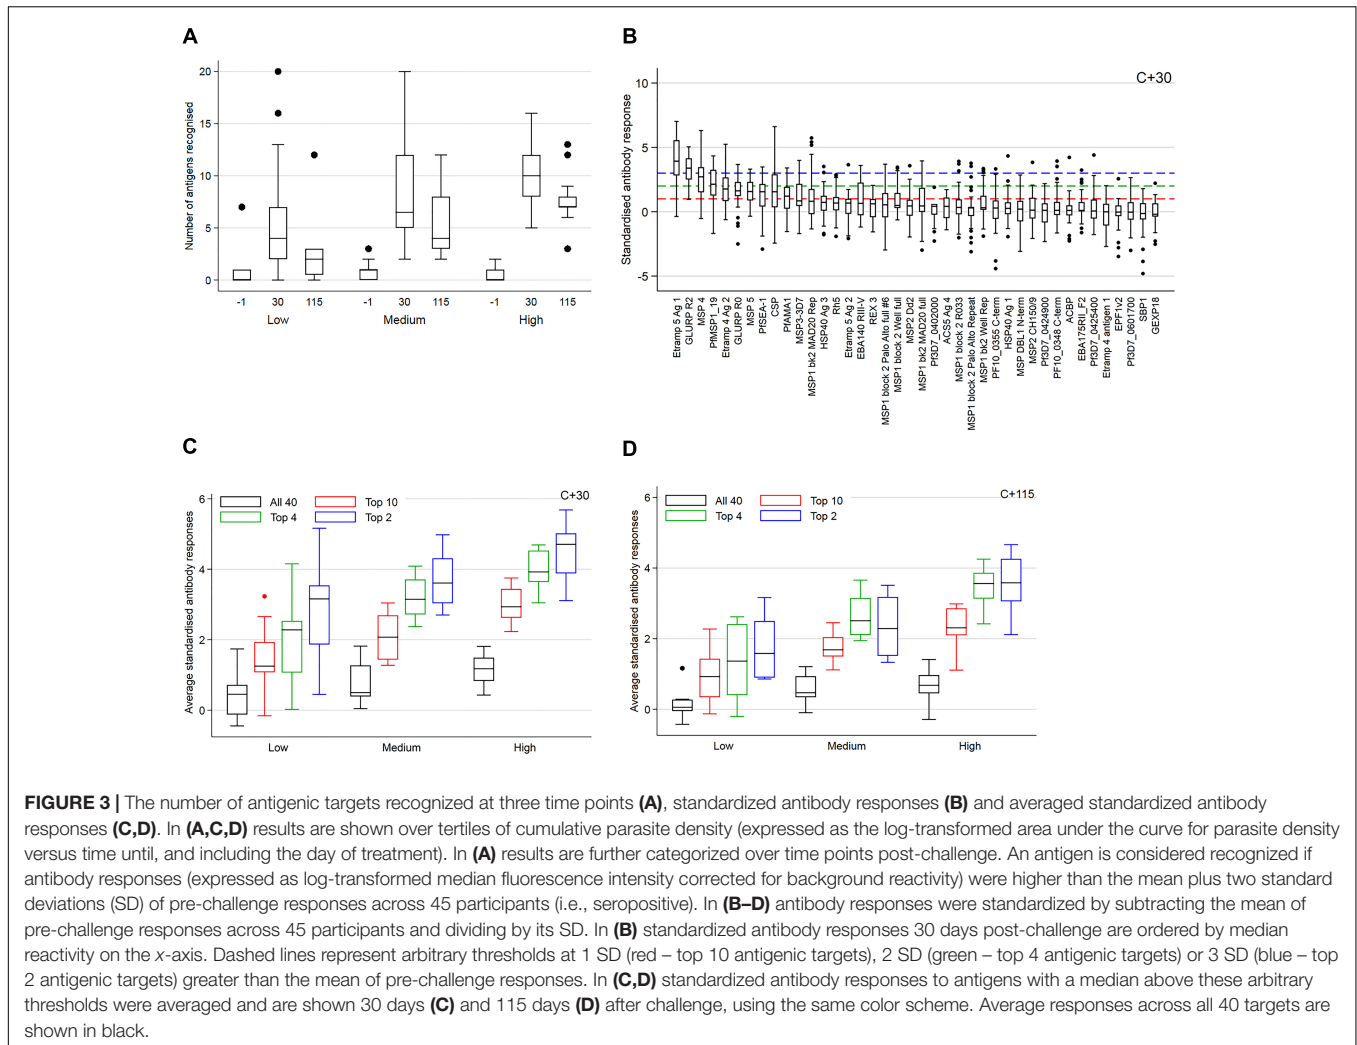 A
Number of antigens recognised
20
15
10
5
0
-1 30 115 -1 30 115 -1 30 115
Low Medium High
B
C+30
Standardised antibody response
10
5
0
-5
Etramp 5 Ag 1
GLURP R2
MSP 4
PfMSP1_19
Etramp 4 Ag 2
GLURP R0
MSP 5
PfSEA-1
CSP
PfAMA1
MSP3-3D7
MSP1 bk2 MAD20 Rep
HSP40 Ag 3
Rh5
Etramp 5 Ag 2
EBA140 RIII-V
REX 3
MSP1 block 2 Palo Alto full #6
MSP1 block 2 Well full
MSP2 Dd2
MSP1 bk2 MAD20 full
Pf3D7_0402000
ACS5 Ag 4
MSP1 block 2 R033
MSP1 block 2 Palo Alto Repeat
MSP1 bk2 Well Rep
PF10_0355 C-term
HSP40 Ag 1
MSP DBL1 N-term
MSP2 CH150/9
Pf3D7_0424900
PF10_0348 C-term
ACBP
EBA175RII_F2
Pf3D7_0425400
Etramp 4 antigen 1
EPF1v2
Pf3D7_0601700
SBP1
GEXP18
C
Average standardised antibody responses
6
4
2
0
All 40 Top 10
Top 4 Top 2
C+30
Low Medium High
D
Average standardised antibody responses
6
4
2
0
All 40 Top 10
Top 4 Top 2
C+115
Low Medium High
FIGURE 3 | The number of antigenic targets recognized at three time points (A), standardized antibody responses (B) and averaged standardized antibody
responses (C,D). In (A,C,D) results are shown over tertiles of cumulative parasite density (expressed as the log-transformed area under the curve for parasite density
versus time until, and including the day of treatment). In (A) results are further categorized over time points post-challenge. An antigen is considered recognized if
antibody responses (expressed as log-transformed median fluorescence intensity corrected for background reactivity) were higher than the mean plus two standard
deviations (SD) of pre-challenge responses across 45 participants (i.e., seropositive). In (B–D) antibody responses were standardized by subtracting the mean of
pre-challenge responses across 45 participants and dividing by its SD. In (B) standardized antibody responses 30 days post-challenge are ordered by median
reactivity on the x-axis. Dashed lines represent arbitrary thresholds at 1 SD (red – top 10 antigenic targets), 2 SD (green – top 4 antigenic targets) or 3 SD (blue – top
2 antigenic targets) greater than the mean of pre-challenge responses. In (C,D) standardized antibody responses to antigens with a median above these arbitrary
thresholds were averaged and are shown 30 days (C) and 115 days (D) after challenge, using the same color scheme. Average responses across all 40 targets are
shown in black.